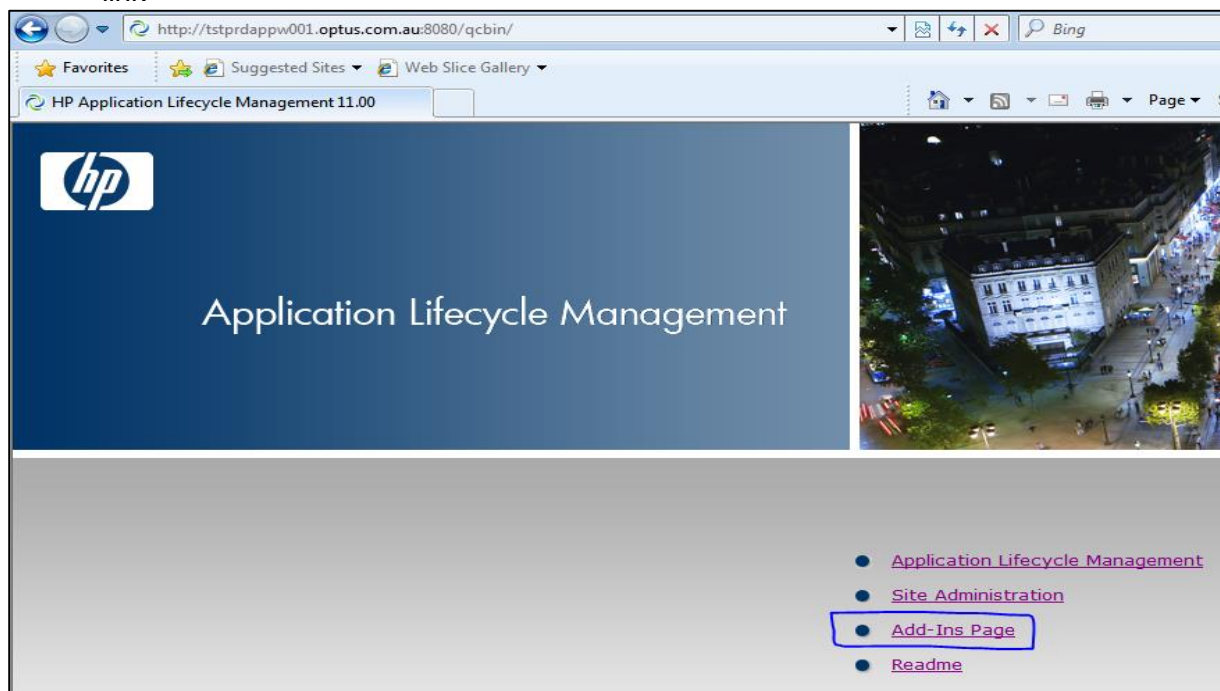 http://tstprdappw001.optus.com.au:8080/qcbin/
Bing
Favorites
Suggested Sites
Web Slice Gallery
HP Application Lifecycle Management 11.00
Page
hp
Application Lifecycle Management
Application Lifecycle Management
Site Administration
Add-Ins Page
Readme